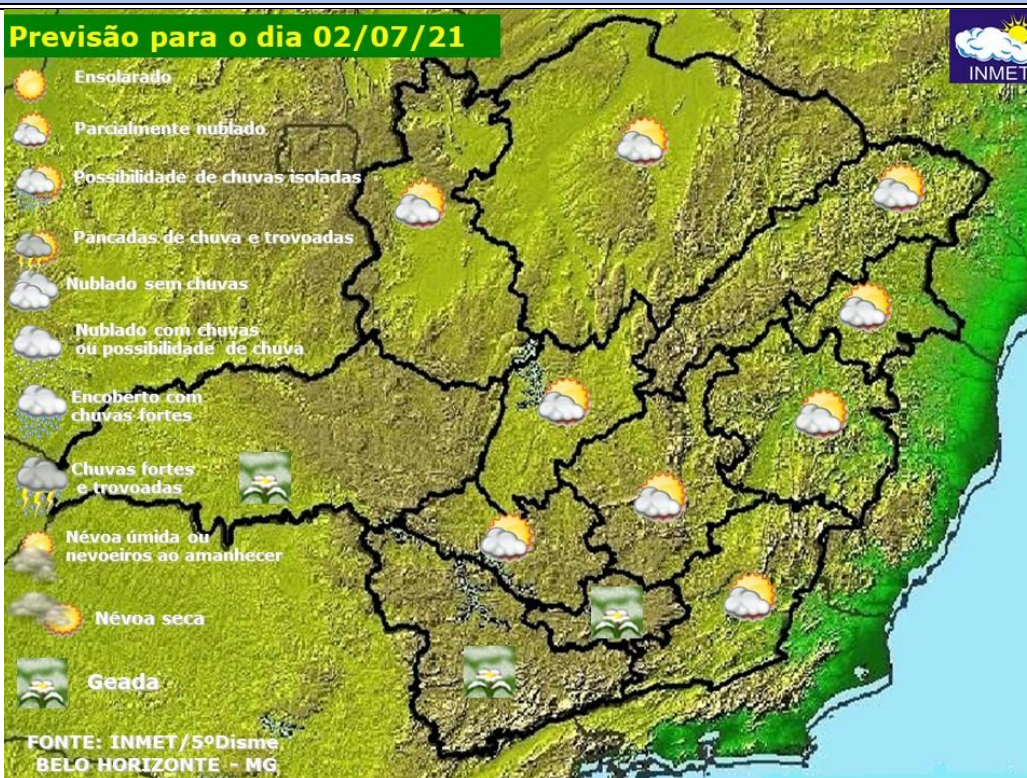 Previsão para o dia 02/07/21
INMET
Ensolarado
Parcialmente nublado
Possibilidade de chuvas isoladas
Pancadas de chuva e trovoadas
Nublado sem chuvas
Nublado com chuvas
ou possibilidade de chuva
Encoberto com
chuvas fortes
Chuvas fortes
e trovoadas
Névoa úmida ou
nevoeiros ao amanhecer
Névoa seca
Geada
FONTE: INMET/5ºDisme
BELO HORIZONTE - MG